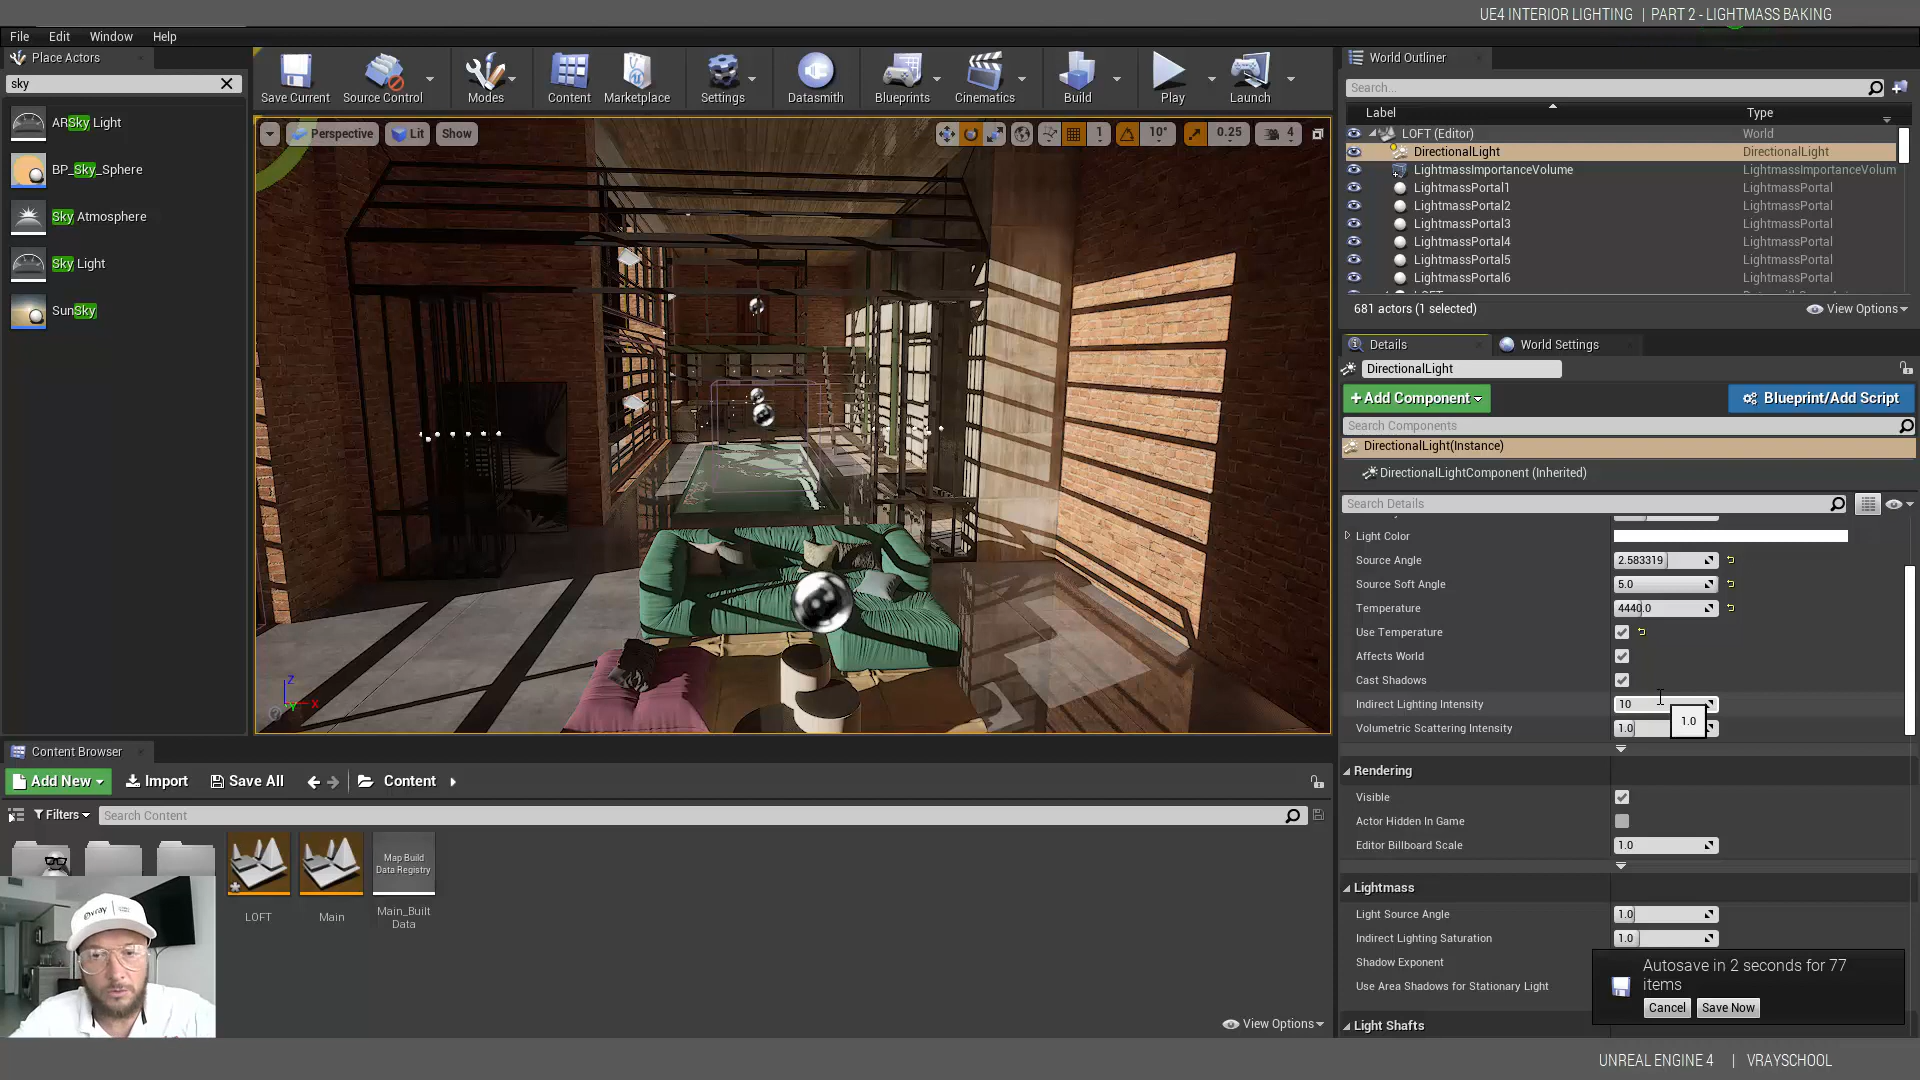 UE4 INTERIOR LIGHTING | PART 2 - LIGHTMASS BAKING
File Edit Window Help
Place Actors
sky
ARSky Light
BP_Sky_Sphere
Sky Atmosphere
Sky Light
SunSky
Save Current
Source Control
Modes
Content
Marketplace
Settings
Datasmith
Blueprints
Cinematics
Build
Play
Launch
Perspective
Lit
Show
1
10°
0.25
4
Z
X
Y
World Outliner
Search...
Label Type
LOFT (Editor) World
DirectionalLight DirectionalLight
LightmassImportanceVolume LightmassImportanceVolum
LightmassPortal1 LightmassPortal
LightmassPortal2 LightmassPortal
LightmassPortal3 LightmassPortal
LightmassPortal4 LightmassPortal
LightmassPortal5 LightmassPortal
LightmassPortal6 LightmassPortal
681 actors (1 selected)
View Options
Details
World Settings
DirectionalLight
+Add Component
Blueprint/Add Script
Search Components
DirectionalLight(Instance)
DirectionalLightComponent (Inherited)
Search Details
Light Color
Source Angle 2.583319
Source Soft Angle 5.0
Temperature 4440.0
Use Temperature
Affects World
Cast Shadows
Indirect Lighting Intensity 10
1.0
Volumetric Scattering Intensity 1.0
Rendering
Visible
Actor Hidden In Game
Editor Billboard Scale 1.0
Lightmass
Light Source Angle 1.0
Indirect Lighting Saturation 1.0
Shadow Exponent
Use Area Shadows for Stationary Light
Light Shafts
Autosave in 2 seconds for 77
items
Cancel
Save Now
Content Browser
Add New
Import
Save All
Content
Filters
Search Content
LOFT
Main
Map Build
Data Registry
Main_Built
Data
View Options
UNREAL ENGINE 4 | VRAYSCHOOL